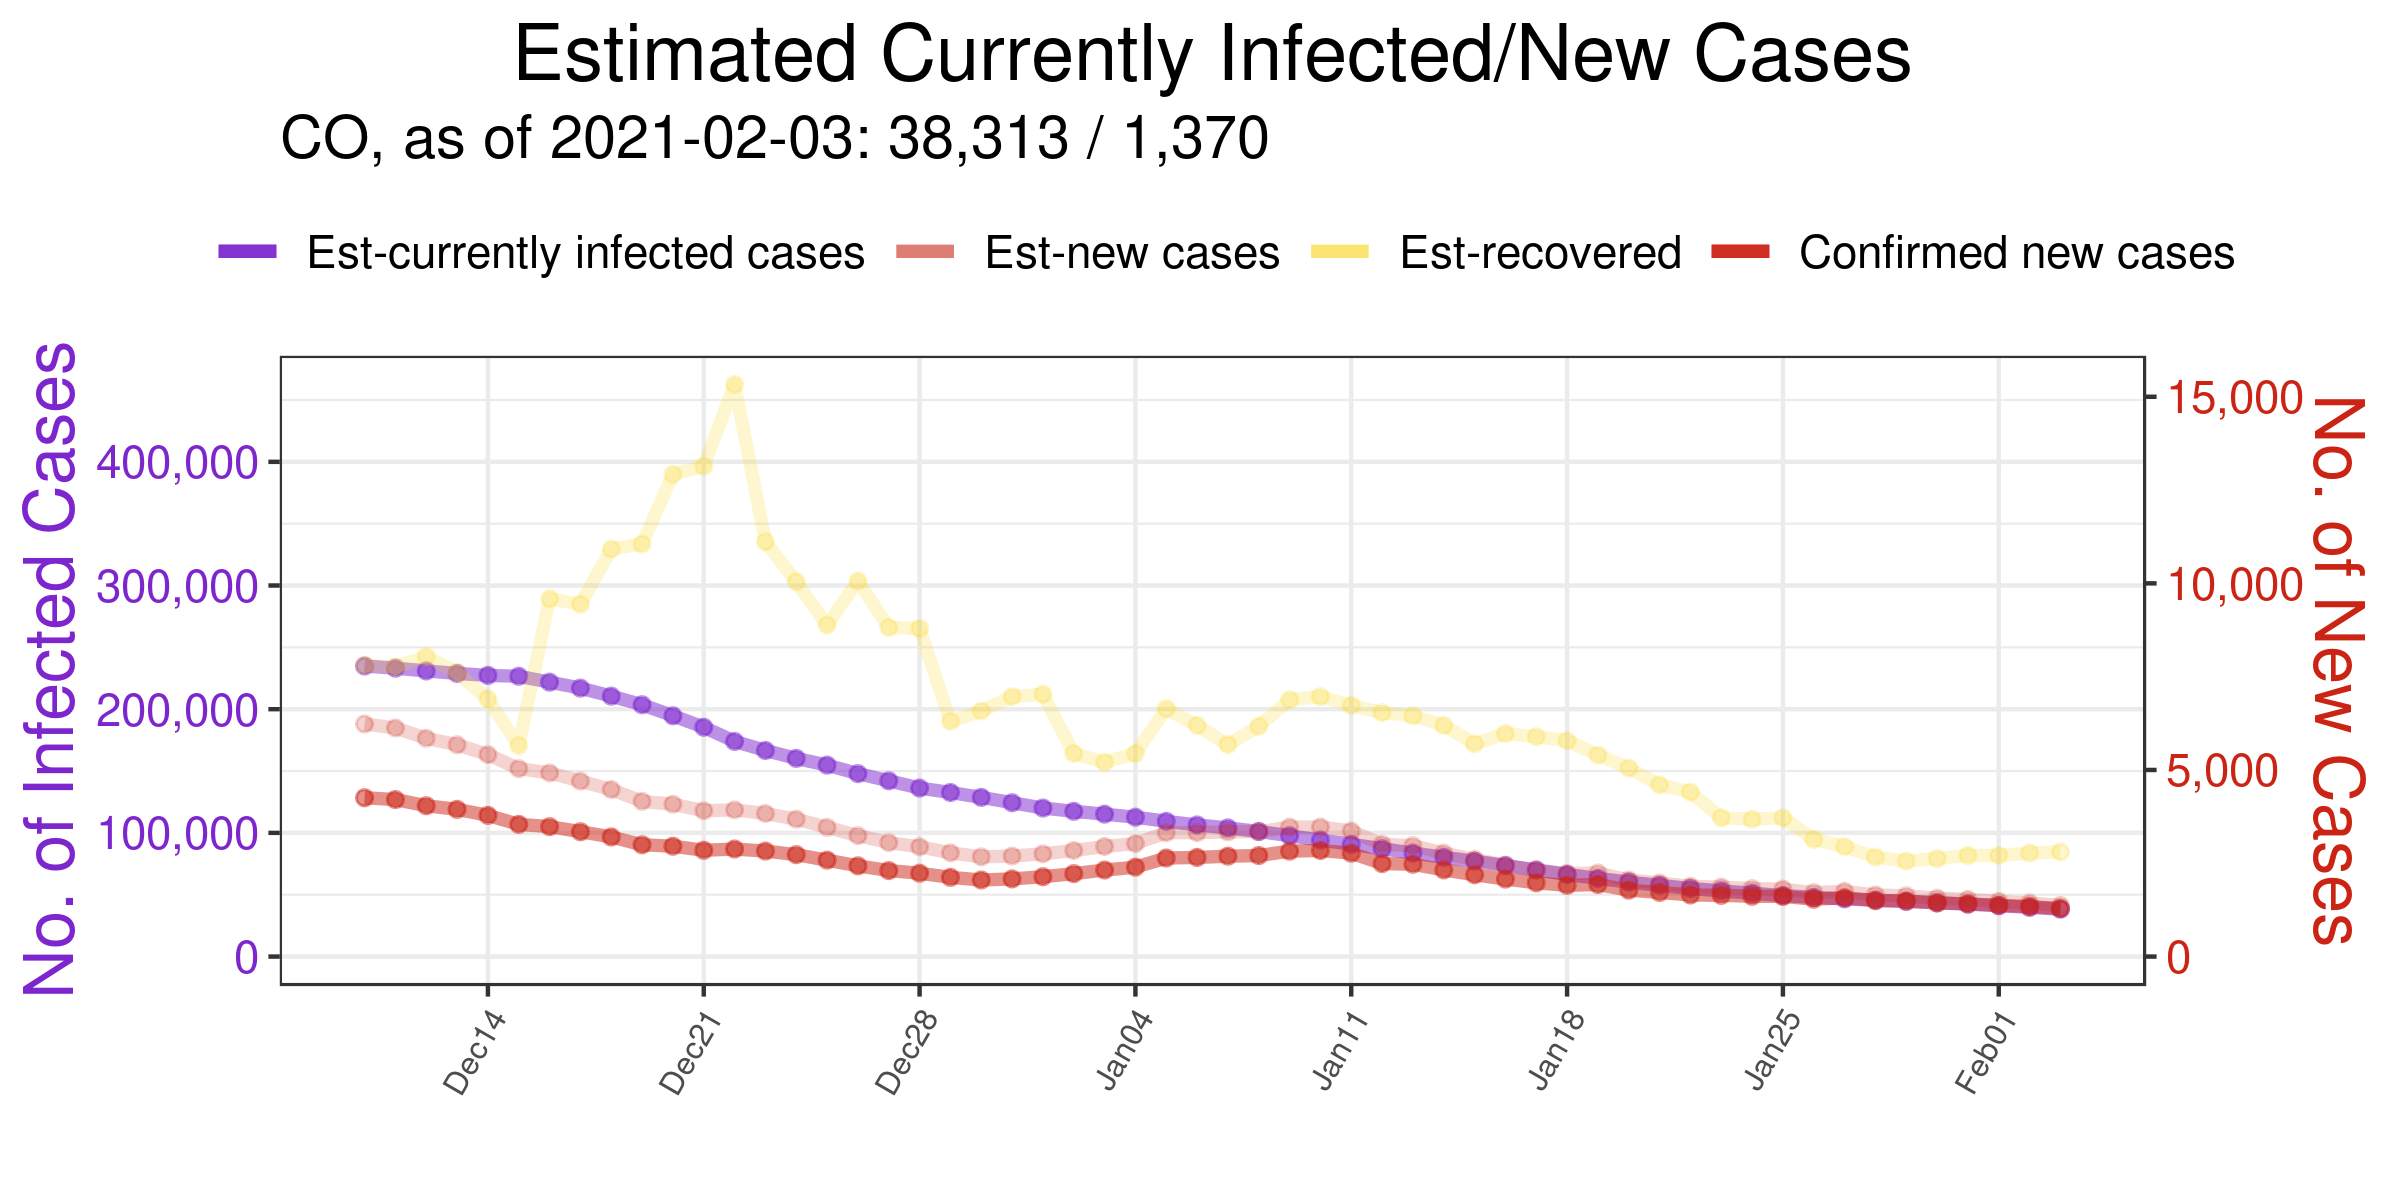 Estimated Currently Infected/New Cases
CO, as of 2021-02-03: 38,313 / 1,370
Est-currently infected cases
Est-new cases
Est-recovered
Confirmed new cases
No. of Infected Cases
400,000
300,000
200,000
100,000
0
15,000
10,000
5,000
0
No. of New Cases
Dec14
Dec21
Dec28
Jan04
Jan11
Jan18
Jan25
Feb01